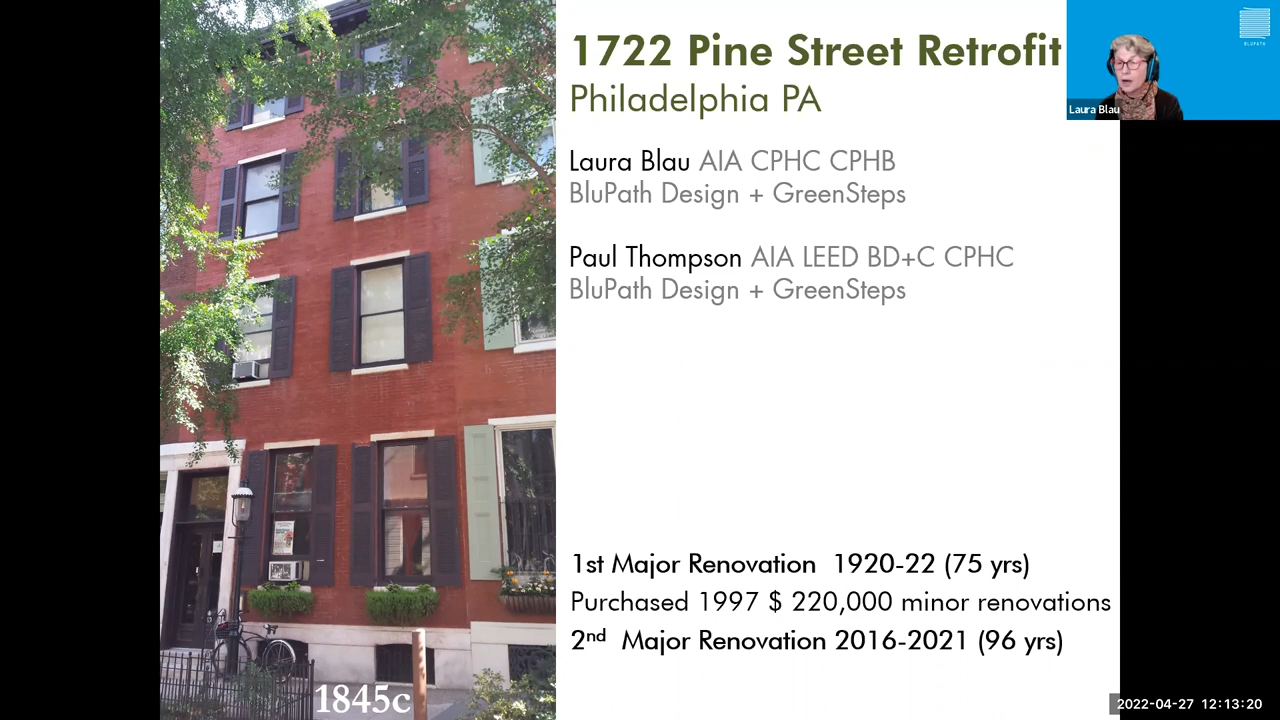 1722 Pine Street Retrofit
Philadelphia PA
Laura Blau AIA CPHC CPHB
BluPath Design + GreenSteps
Paul Thompson AIA LEED BD+C CPHC
BluPath Design + GreenSteps
1st Major Renovation 1920-22 (75 yrs)
Purchased 1997 $ 220,000 minor renovations
2nd Major Renovation 2016-2021 (96 yrs)
1845c
BLUPATH
Laura Blau
2022-04-27 12:13:20